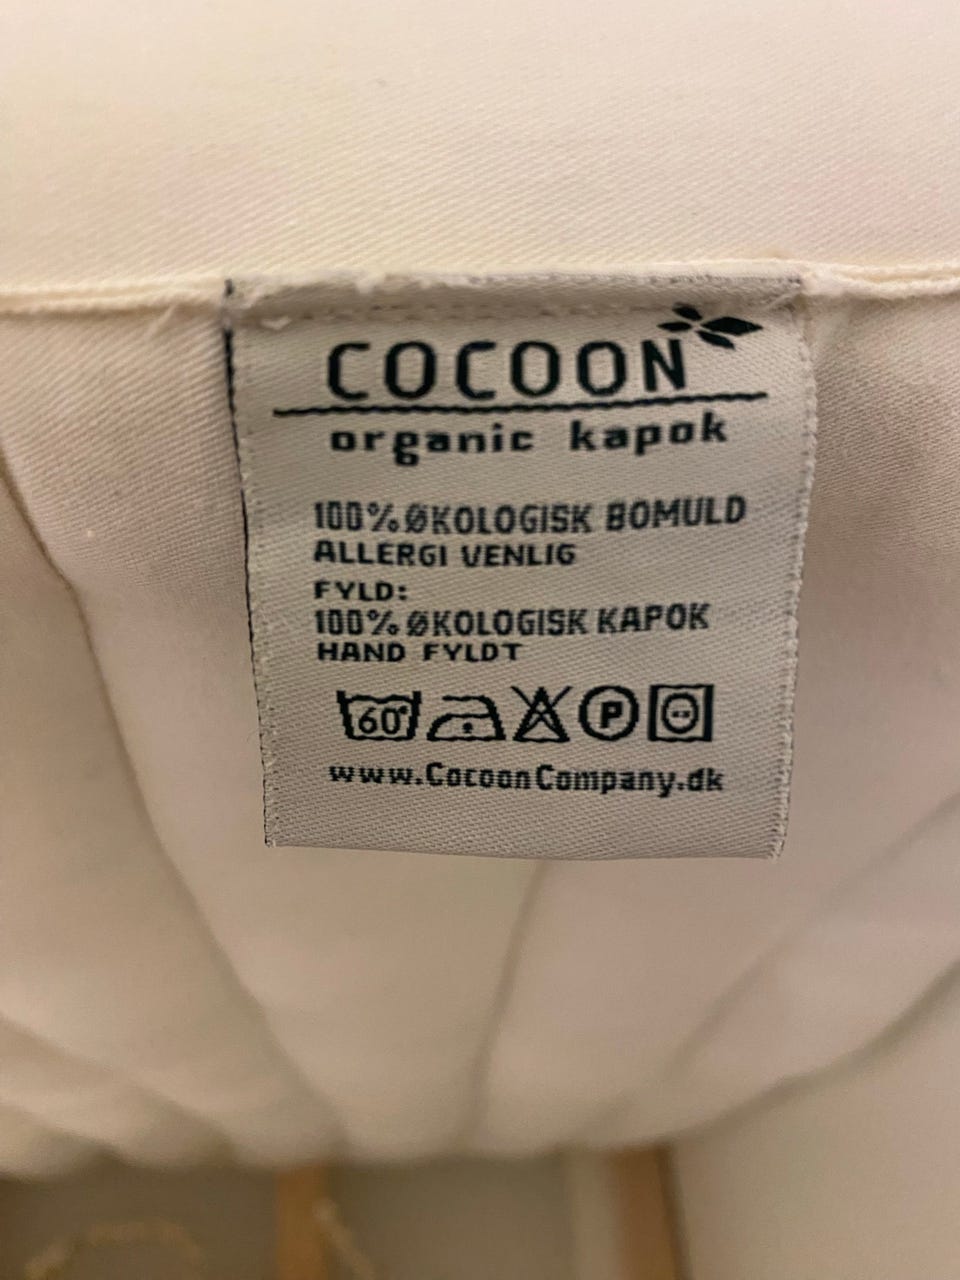 COCOON
organic kapok
100% ØKOLOGISK BOMULD
ALLERGI VENLIG
FYLD:
100% ØKOLOGISK KAPOK
HAND FYLDT
60° P
www.CocoonCompany.dk